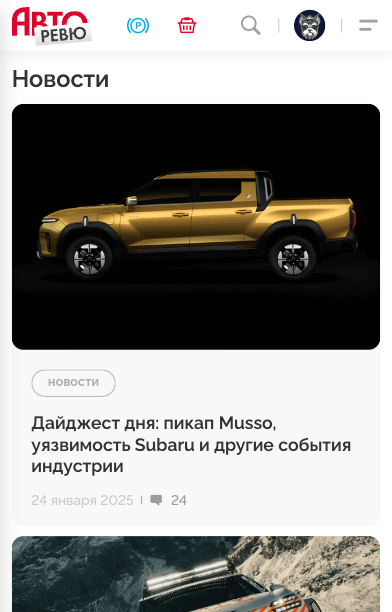 АВТО
РЕВЮ
Новости
новости
Дайджест дня: пикап Musso,
уязвимость Subaru и другие события
индустрии
24 января 2025 24